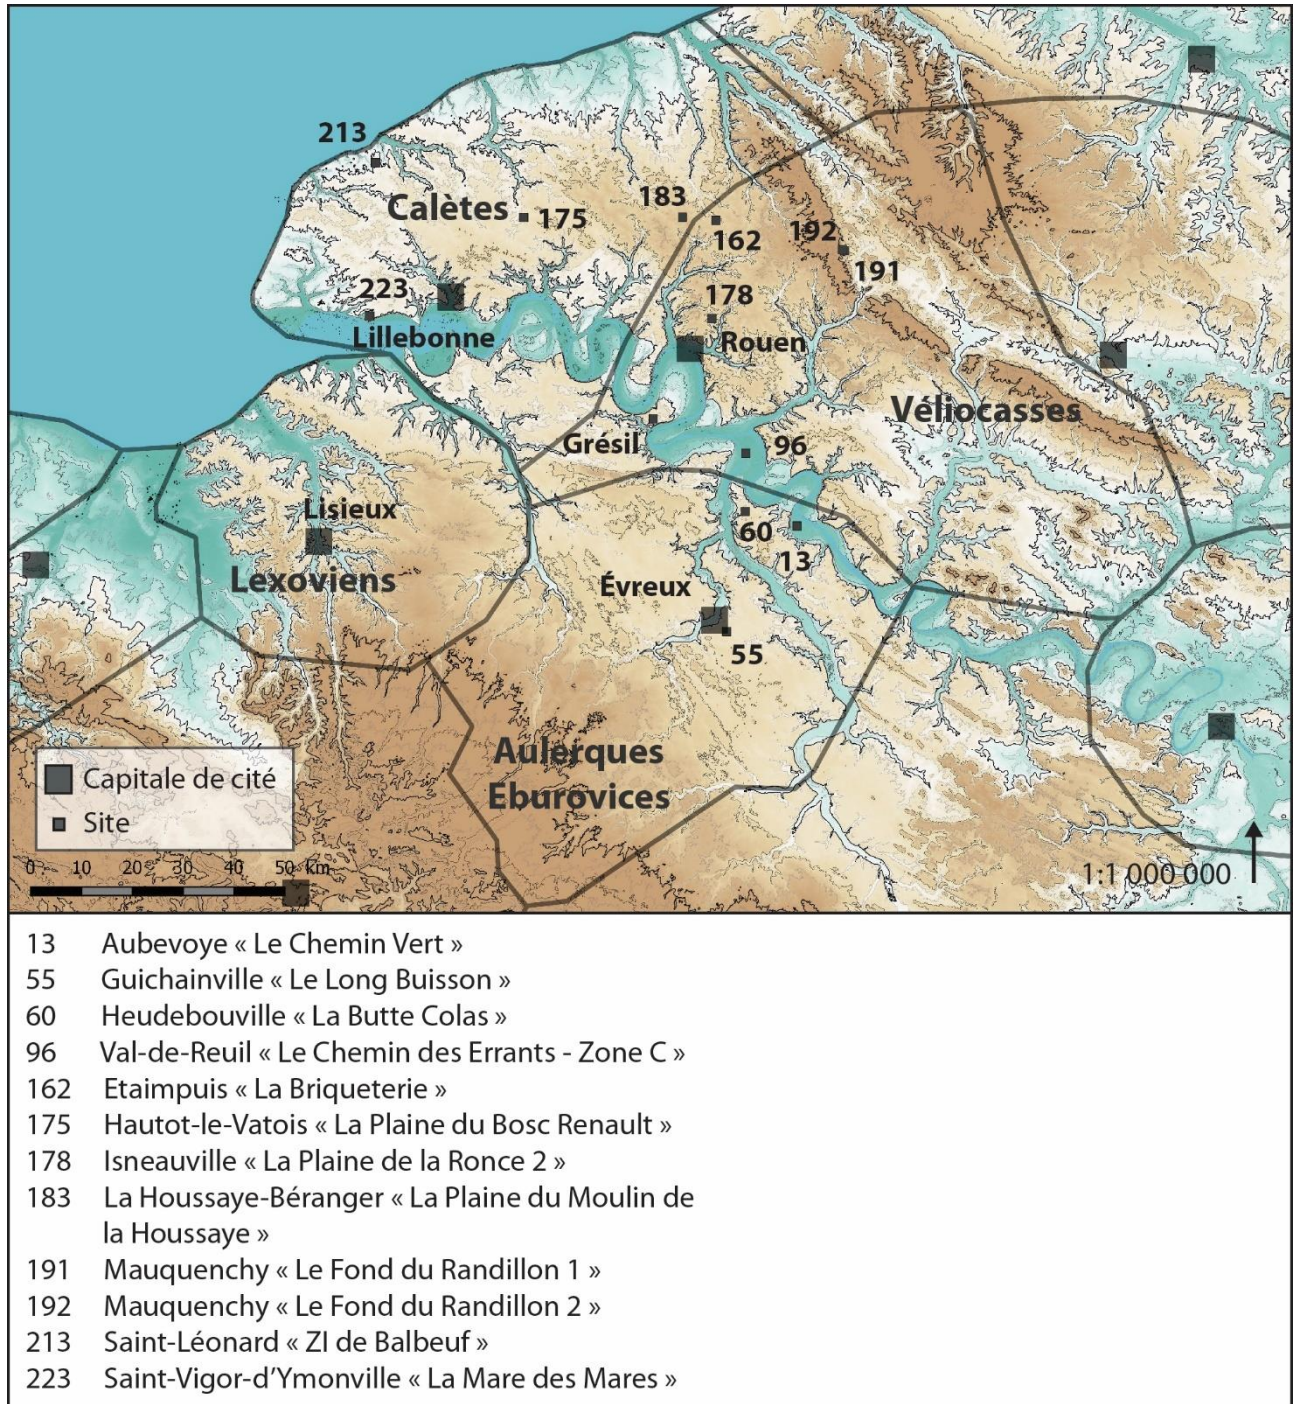 213
Calètes
175
183
162
192
191
223
178
Lillebonne
Rouen
Véliocasses
Grésil
96
Lisieux
60
13
Lexoviens
Évreux
55
Aulerques
Eburovices
Capitale de cité
Site
0 10 20 30 40 50 km
1:1 000 000
13 Aubevoye « Le Chemin Vert »
55 Guichainville « Le Long Buisson »
60 Heudebouville « La Butte Colas »
96 Val-de-Reuil « Le Chemin des Errants - Zone C »
162 Etaimpuis « La Briqueterie »
175 Hautot-le-Vatois « La Plaine du Bosc Renault »
178 Isneauville « La Plaine de la Ronce 2 »
183 La Houssaye-Béranger « La Plaine du Moulin de
la Houssaye »
191 Mauquenchy « Le Fond du Randillon 1 »
192 Mauquenchy « Le Fond du Randillon 2 »
213 Saint-Léonard « ZI de Balbeuf »
223 Saint-Vigor-d'Ymonville « La Mare des Mares »